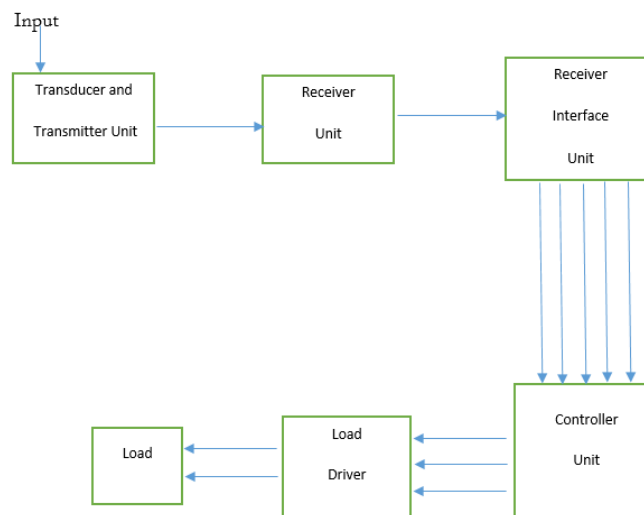 Input
Transducer and
Transmitter Unit
Receiver
Unit
Receiver
Interface
Unit
Controller
Unit
Load
Driver
Load